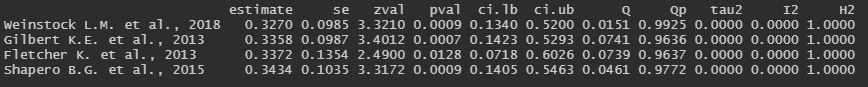 estimate se zval pval ci.lb ci.ub Q Qp tau2 I2 H2
Weinstock L.M. et al., 2018 0.3270 0.0985 3.3210 0.0009 0.1340 0.5200 0.0151 0.9925 0.0000 0.0000 1.0000
Gilbert K.E. et al., 2013 0.3358 0.0987 3.4012 0.0007 0.1423 0.5293 0.0741 0.9636 0.0000 0.0000 1.0000
Fletcher K. et al., 2013 0.3372 0.1354 2.4900 0.0128 0.0718 0.6026 0.0739 0.9637 0.0000 0.0000 1.0000
Shapero B.G. et al., 2015 0.3434 0.1035 3.3172 0.0009 0.1405 0.5463 0.0461 0.9772 0.0000 0.0000 1.0000